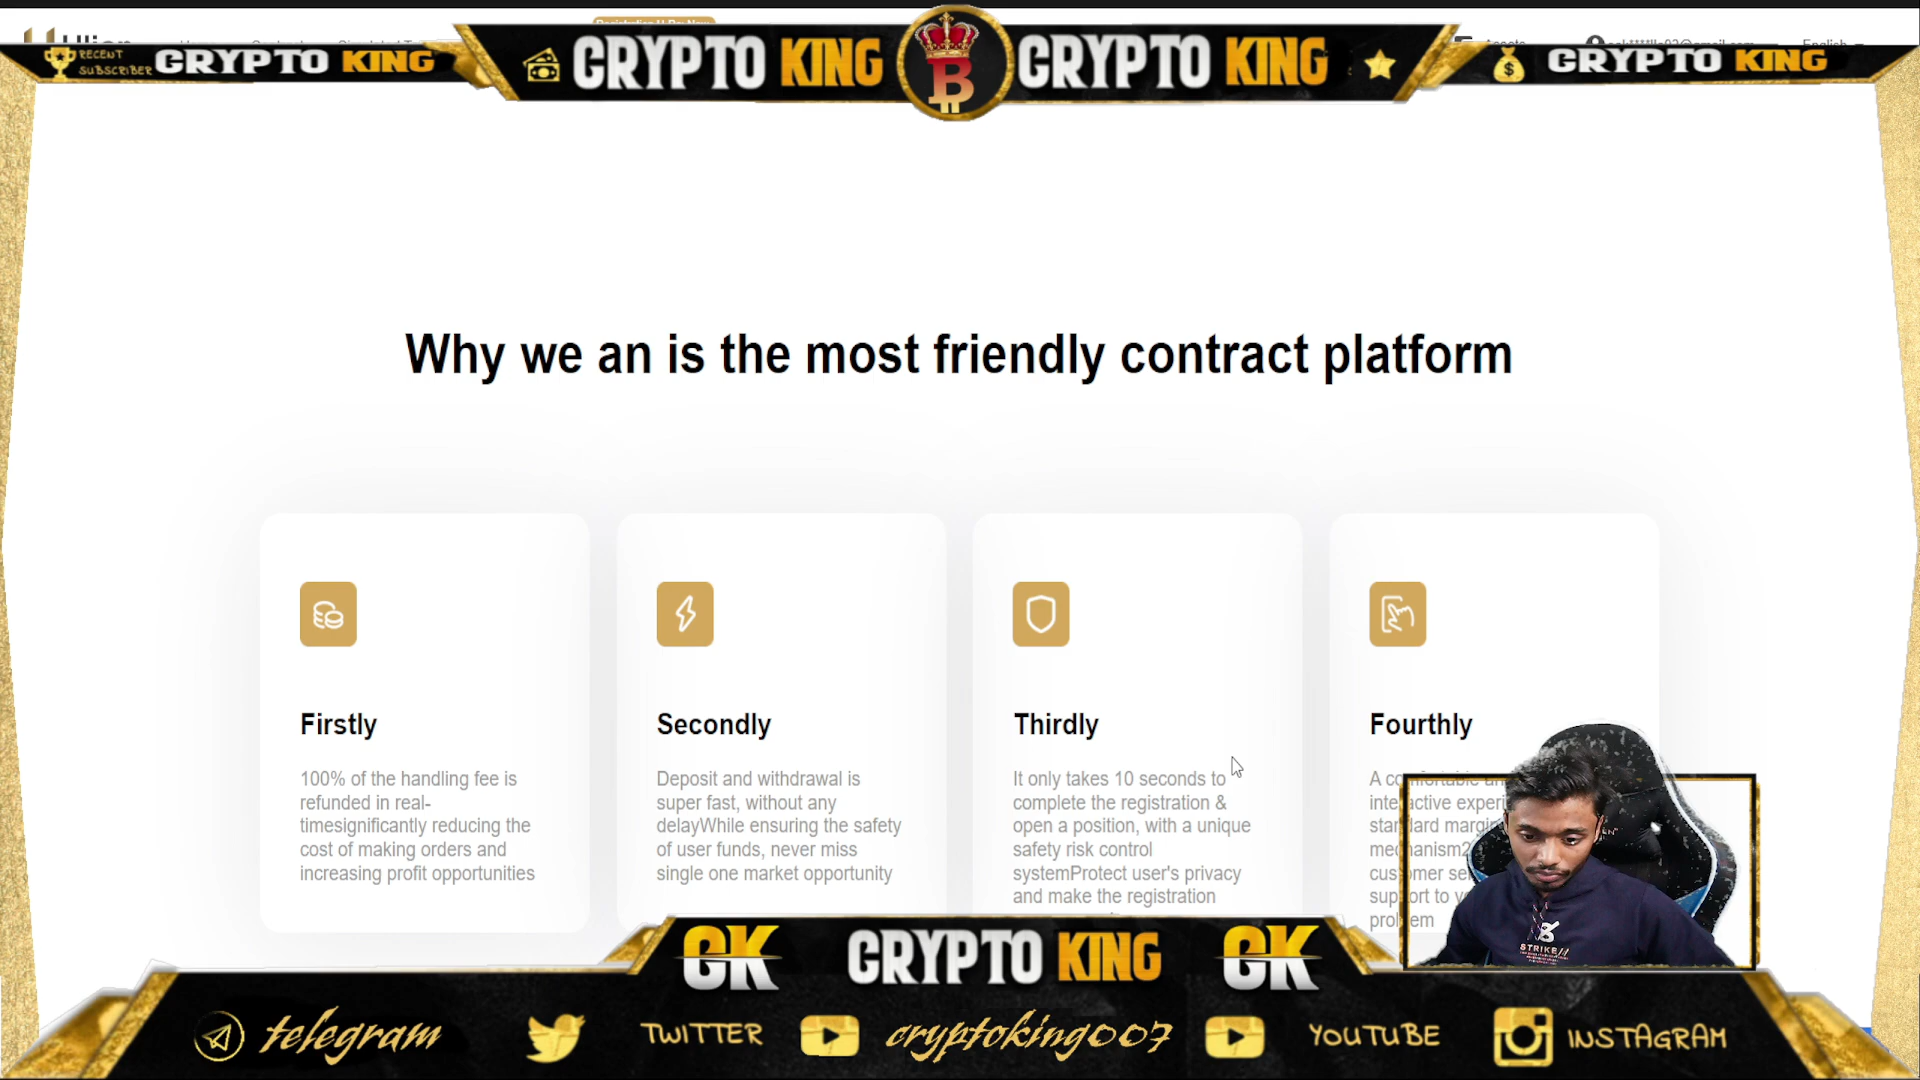 RECENT
SUBSCRIBER
CRYPTO KING
CRYPTO KING
B
CRYPTO KING
$
CRYPTO KING
Why we an is the most friendly contract platform
Firstly
100% of the handling fee is
refunded in real-
timesignificantly reducing the
cost of making orders and
increasing profit opportunities
Secondly
Deposit and withdrawal is
super fast, without any
delayWhile ensuring the safety
of user funds, never miss
single one market opportunity
Thirdly
It only takes 10 seconds to
complete the registration &
open a position, with a unique
safety risk control
systemProtect user's privacy
and make the registration
Fourthly
STRIKE
CK
CRYPTO KING
CK
telegram
TWITTER
cryptoking007
YOUTUBE
INSTAGRAM